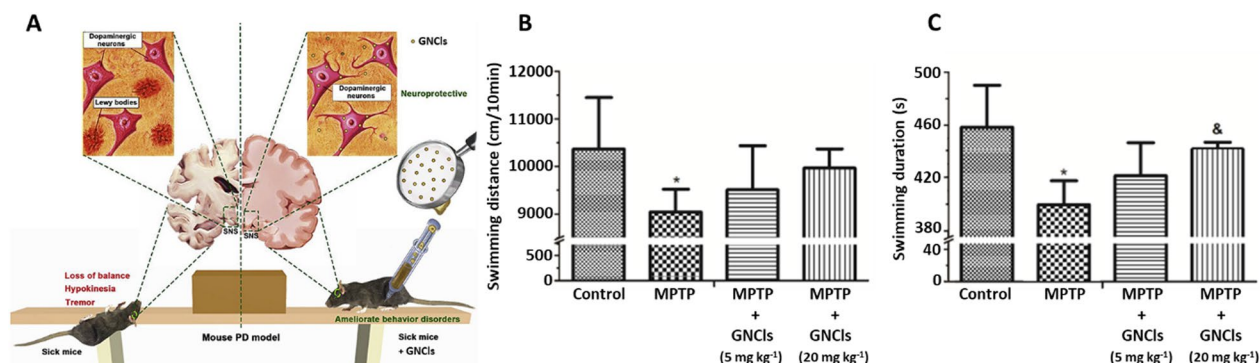 A
Dopaminergic
neurons
Lewy bodies
Dopaminergic
neurons
GNCls
Neuroprotective
SNS
SNS
Loss of balance
Hypokinesia
Tremor
Ameliorate behavior disorders
Sick mice
Mouse PD model
Sick mice
+ GNCls
B
Swimming distance (cm/10min)
12000
11000
10000
9000
500
0
*
Control
MPTP
MPTP
+
GNCls
(5 mg kg⁻¹)
MPTP
+
GNCls
(20 mg kg⁻¹)
C
Swimming duration (s)
500
460
420
380
40
0
*
&
Control
MPTP
MPTP
+
GNCls
(5 mg kg⁻¹)
MPTP
+
GNCls
(20 mg kg⁻¹)